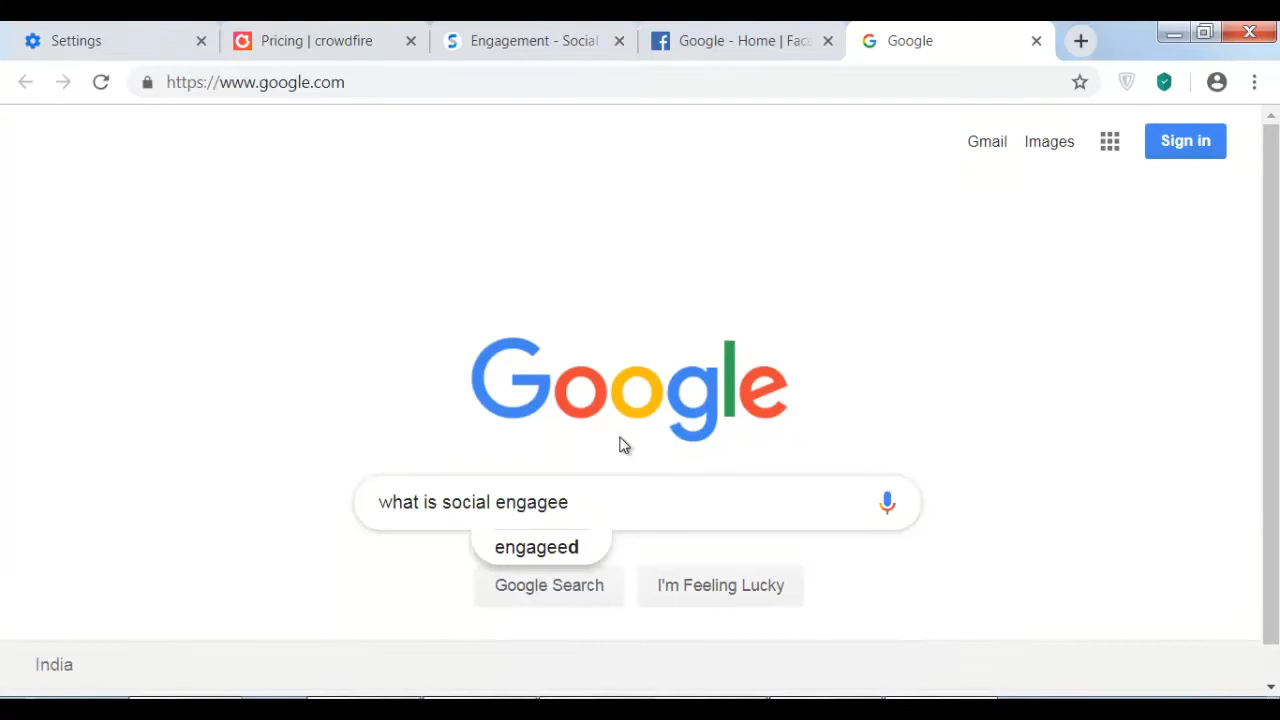 Settings
Pricing | crowdfire
Engagement - Social
Google - Home | Fac
Google
https://www.google.com
Gmail Images Sign in
Google
what is social engagee
engageed
Google Search I'm Feeling Lucky
India